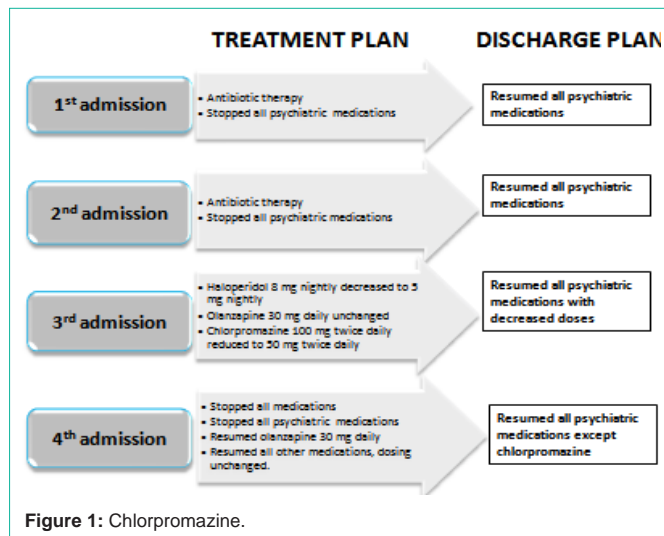 TREATMENT PLAN
DISCHARGE PLAN
1st admission
• Antibiotic therapy
• Stopped all psychiatric medications
Resumed all psychiatric
medications
2nd admission
• Antibiotic therapy
• Stopped all psychiatric medications
Resumed all psychiatric
medications
3rd admission
• Haloperidol 8 mg nightly decreased to 5
mg nightly
• Olanzapine 30 mg daily unchanged
• Chlorpromazine 100 mg twice daily
reduced to 50 mg twice daily
Resumed all psychiatric
medications with
decreased doses
4th admission
• Stopped all medications
• Stopped all psychiatric medications
• Resumed olanzapine 30 mg daily
• Resumed all other medications, dosing
unchanged.
Resumed all psychiatric
medications except
chlorpromazine
Figure 1: Chlorpromazine.